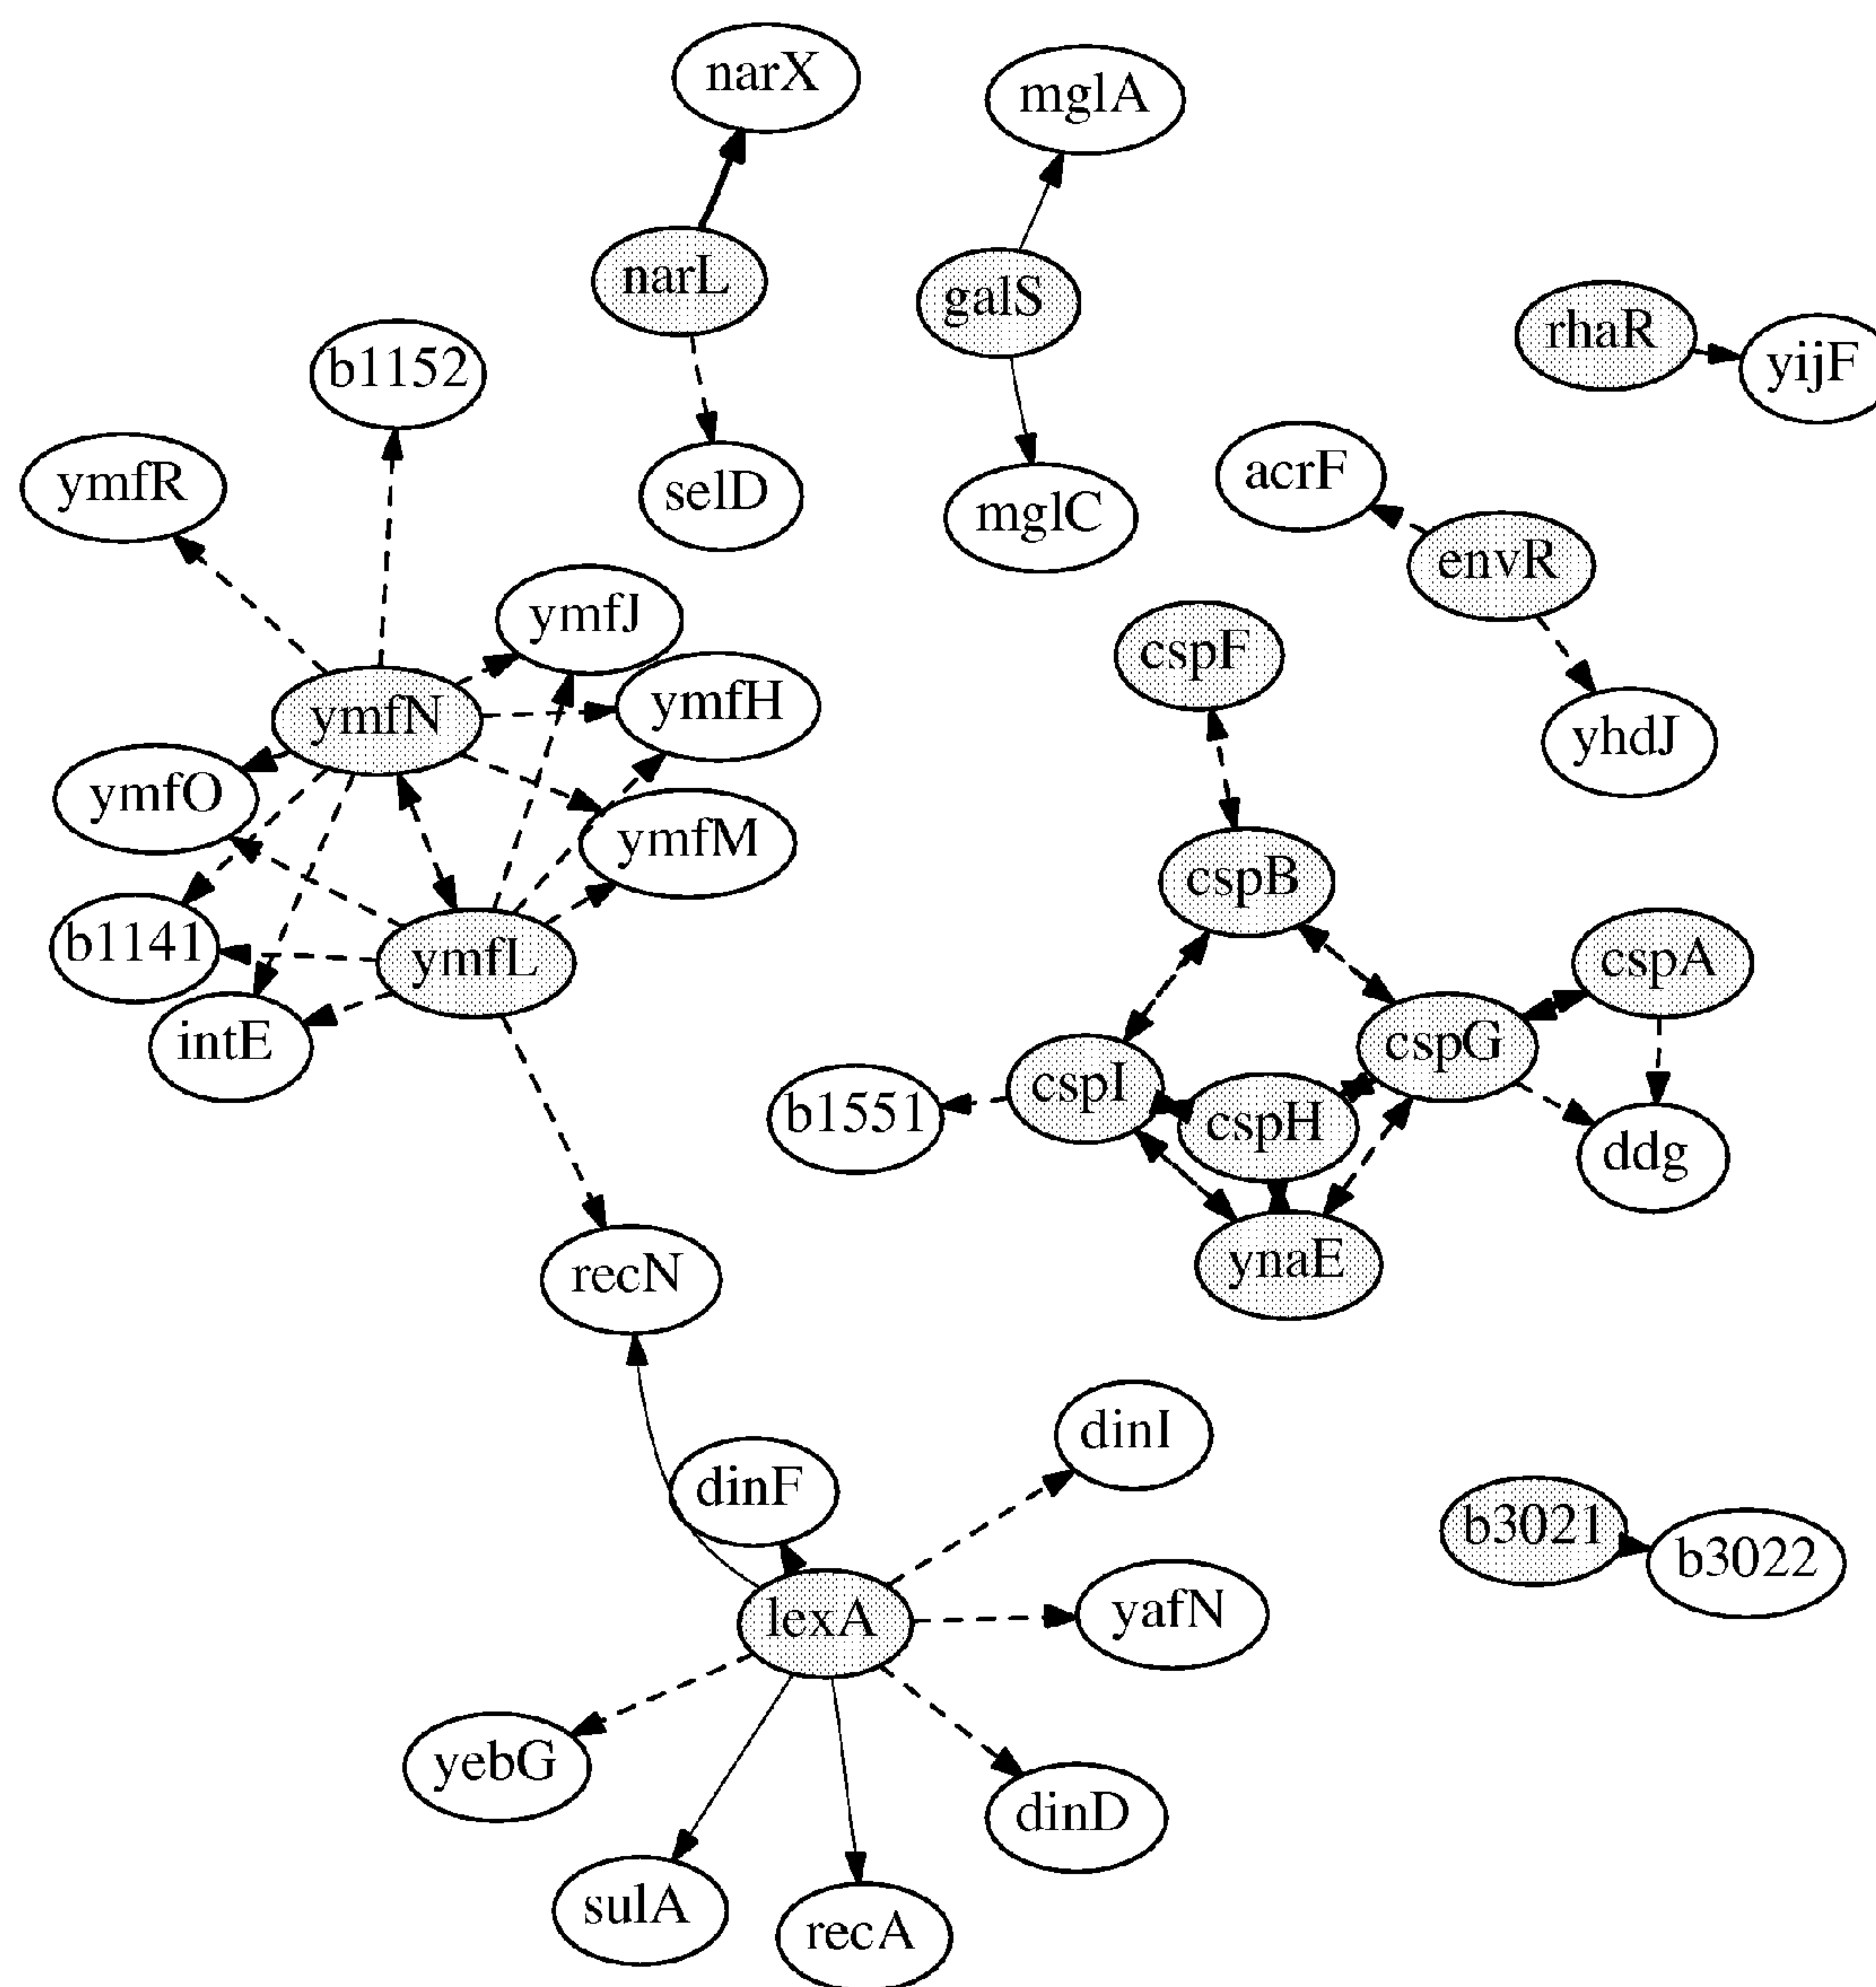 narX
mglA
narL
galS
rhaR
yijF
b1152
ymfR
selD
mglC
acrF
envR
ymfJ
cspF
ymfN
ymfH
yhdJ
ymfO
ymfM
cspB
b1141
ymfL
cspA
intE
cspI
cspG
b1551
cspH
ddg
recN
ynaE
dinI
dinF
b3021
b3022
lexA
yafN
yebG
dinD
sulA
recA